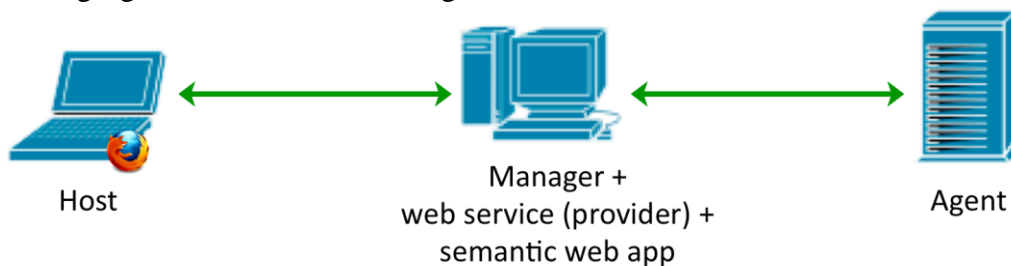 Host
Manager +
web service (provider) +
semantic web app
Agent